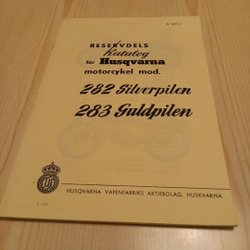 RESERVDELS
Katalog
för Husqvarna
motorcykel mod.
282 Silverpilen
283 Guldpilen
HUSQVARNA VAPENFABRIKS AKTIEBOLAG, HUSKVARNA